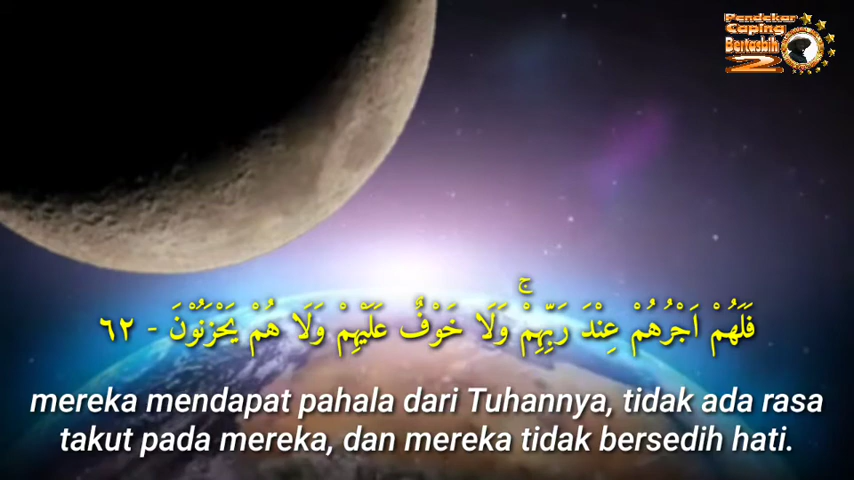 Pendekar
Caping
Bertasbih
2
فَلَهُمْ اَجْرُهُمْ عِنْدَ رَبِّهِمْۚ وَلَا خَوْفٌ عَلَيْهِمْ وَلَا هُمْ يَحْزَنُوْنَ - ٦٢
mereka mendapat pahala dari Tuhannya, tidak ada rasa
takut pada mereka, dan mereka tidak bersedih hati.